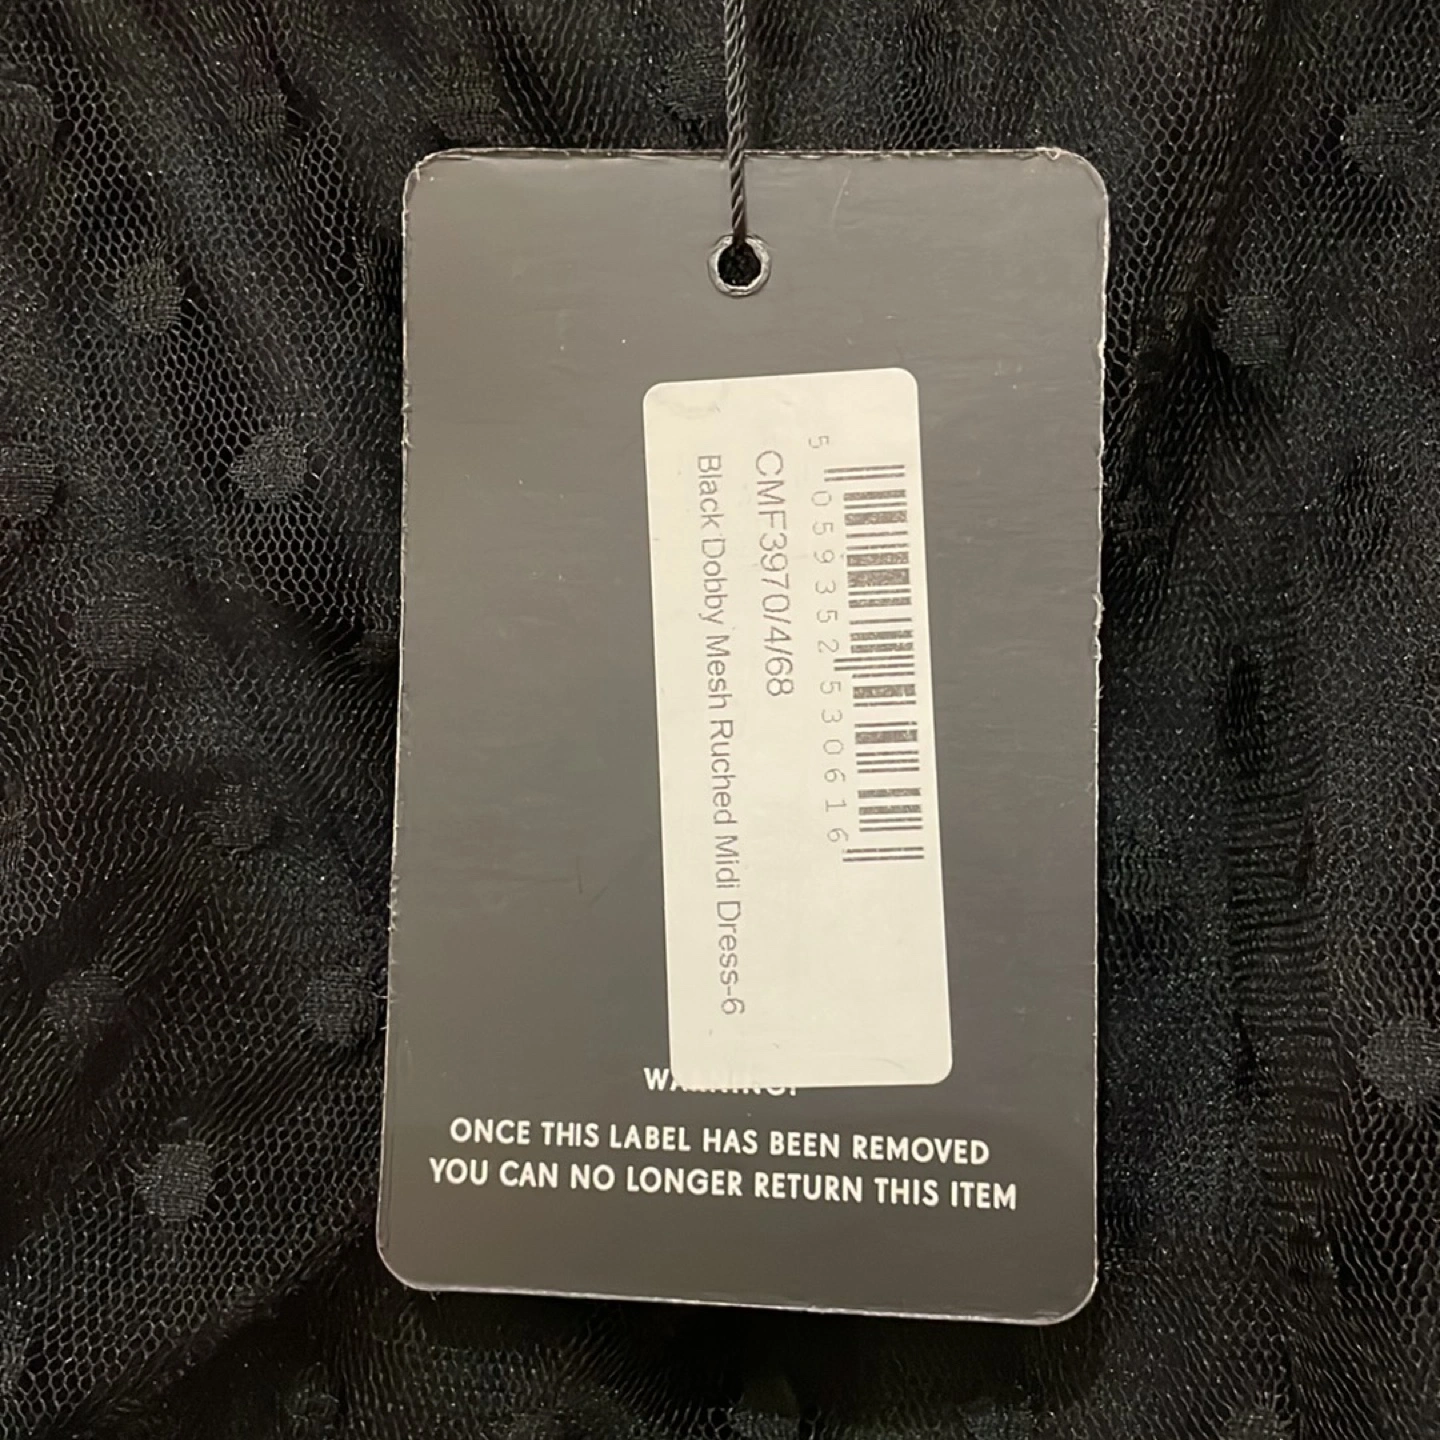 5 059352 530616
CMF3970/4/68
Black Dobby Mesh Ruched Midi Dress-6
WARNING!
ONCE THIS LABEL HAS BEEN REMOVED
YOU CAN NO LONGER RETURN THIS ITEM